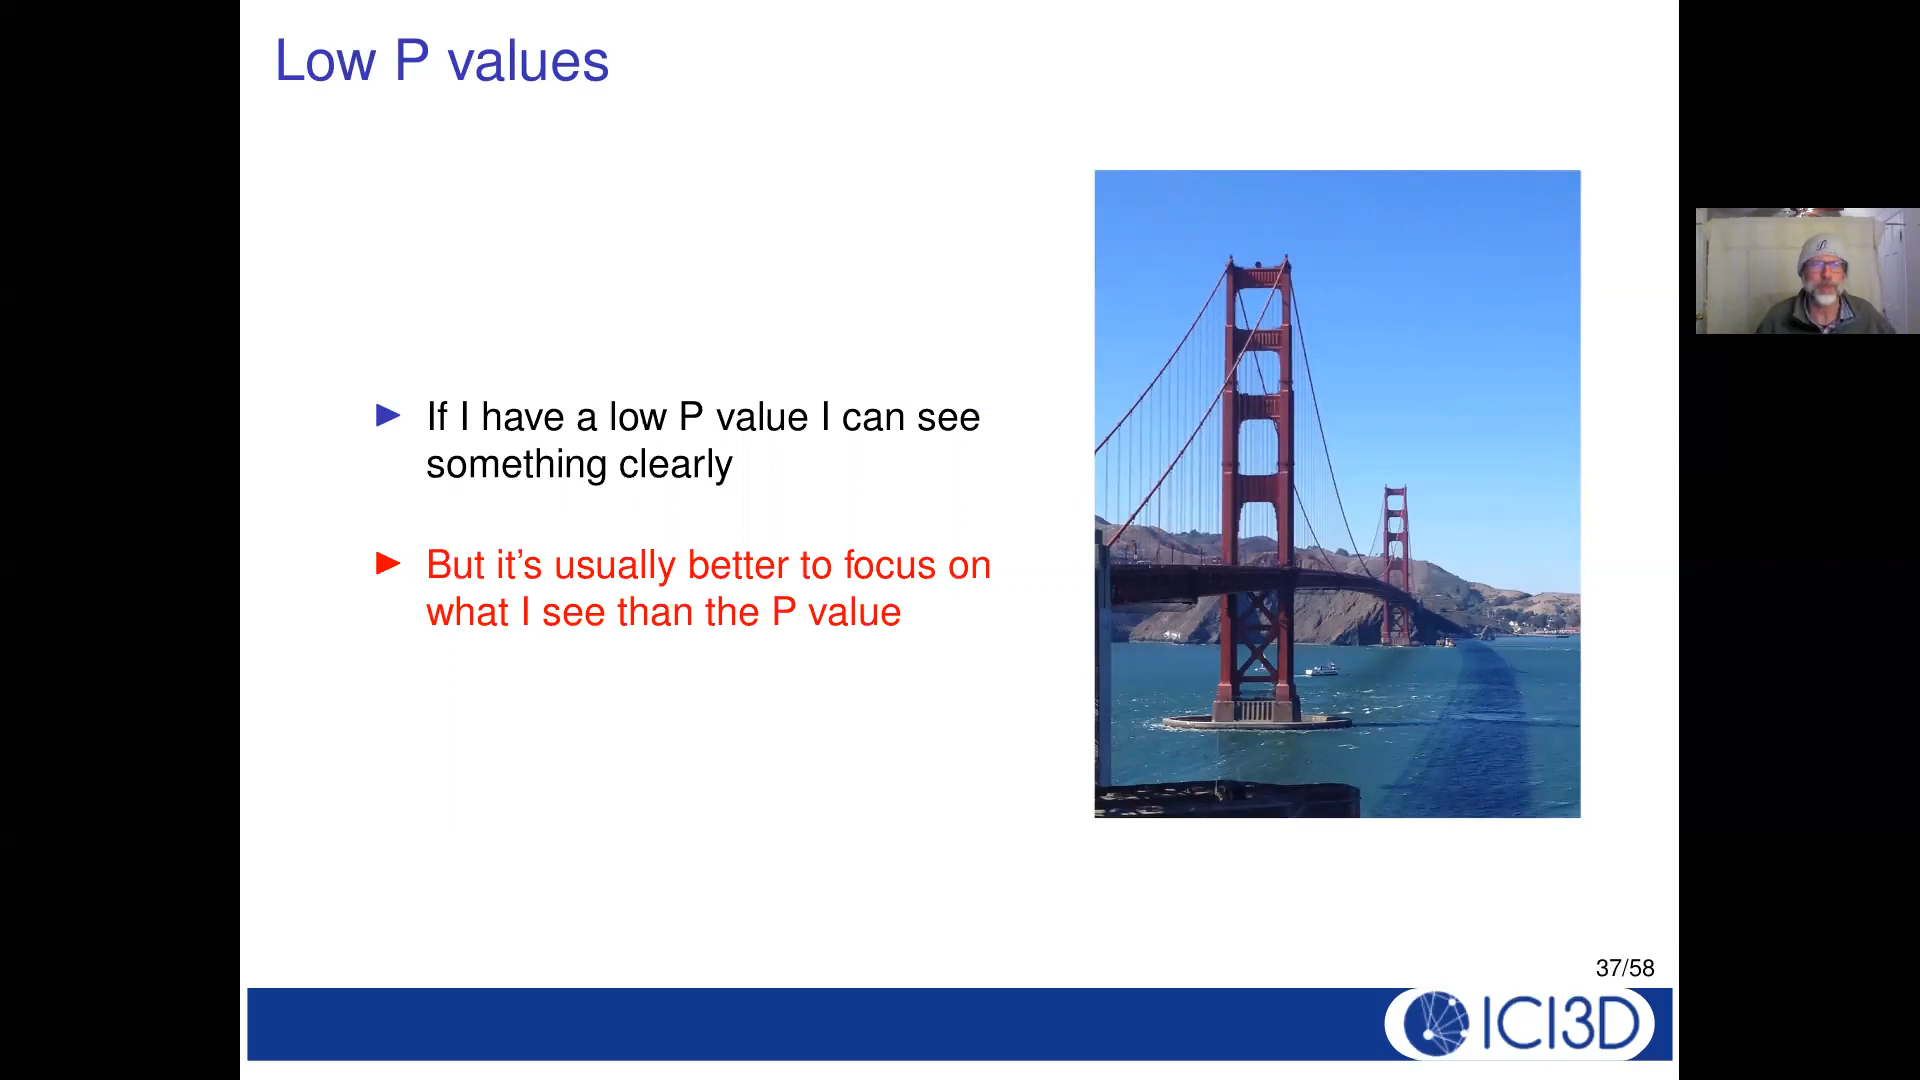 Low P values
If I have a low P value I can see
something clearly
But it's usually better to focus on
what I see than the P value
37/58
ICI3D